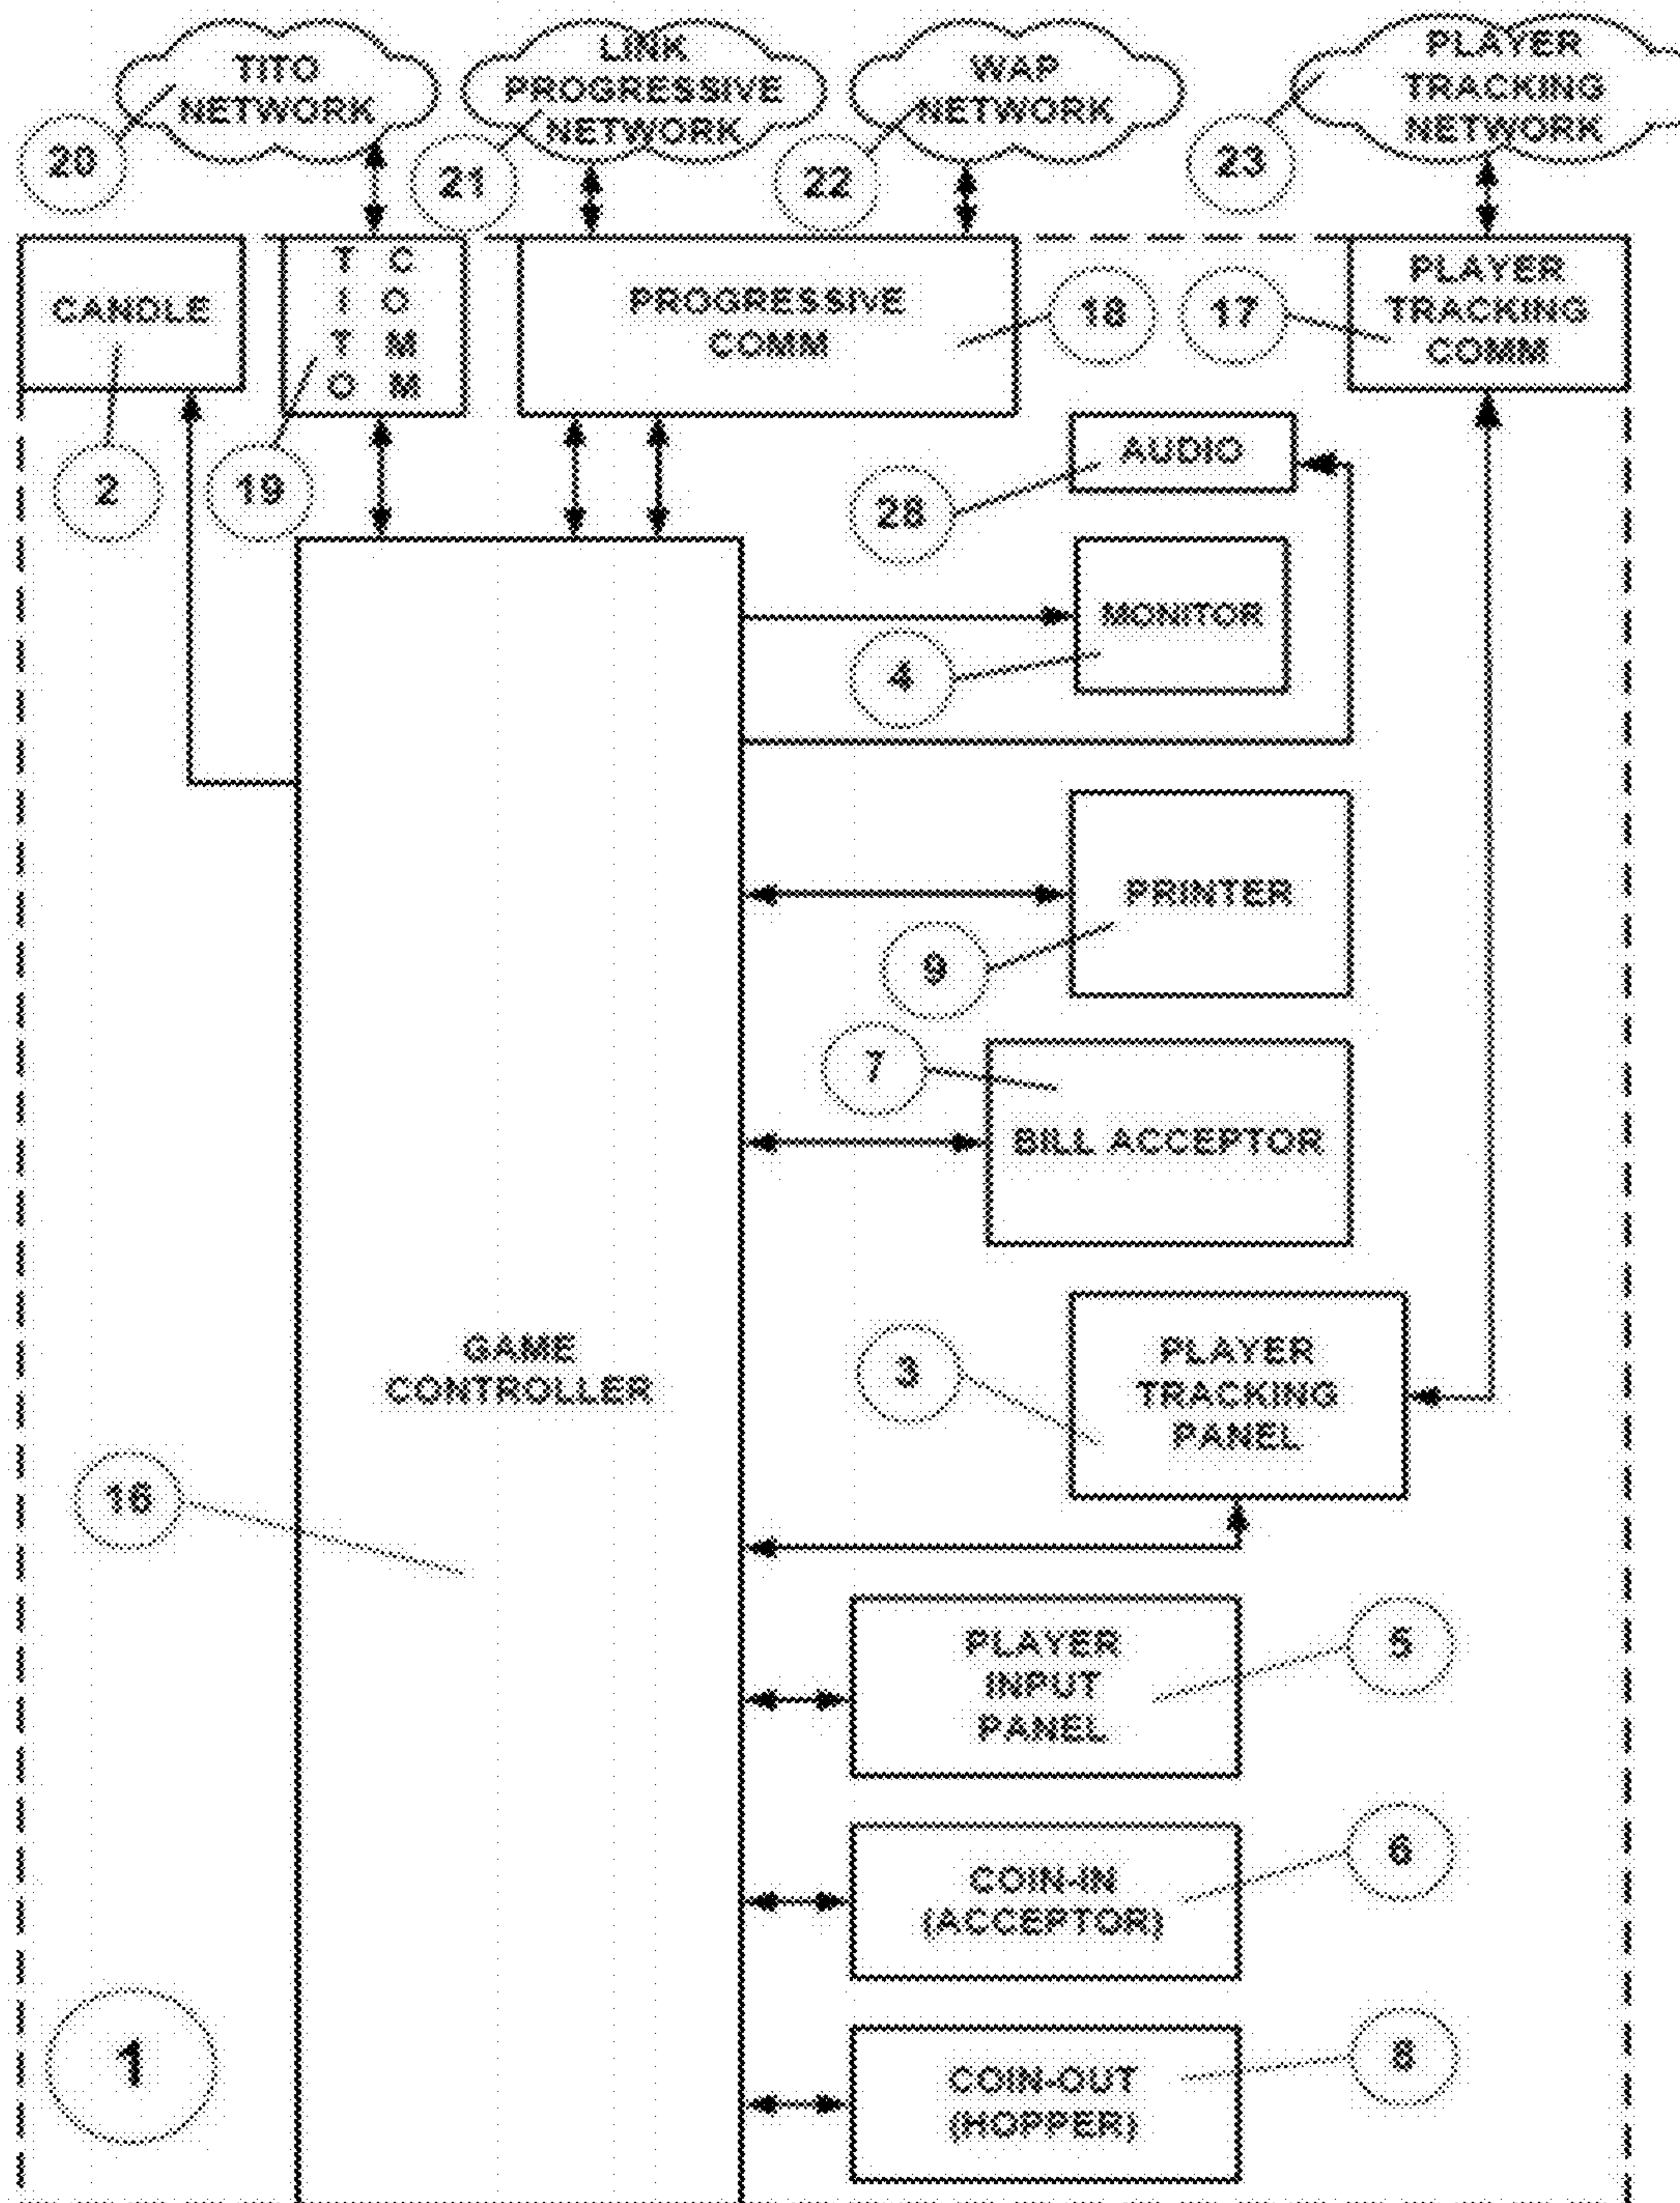 TITO
NETWORK
LINK
PROGRESSIVE
NETWORK
WAP
NETWORK
PLAYER
TRACKING
NETWORK
20
21
22
23
CANDLE
TITO
COMM
PROGRESSIVE
COMM
18
17
PLAYER
TRACKING
COMM
2
19
AUDIO
28
MONITOR
4
PRINTER
9
7
BILL ACCEPTOR
GAME
CONTROLLER
3
PLAYER
TRACKING
PANEL
16
PLAYER
INPUT
PANEL
5
COIN-IN
(ACCEPTOR)
6
1
COIN-OUT
(HOPPER)
8